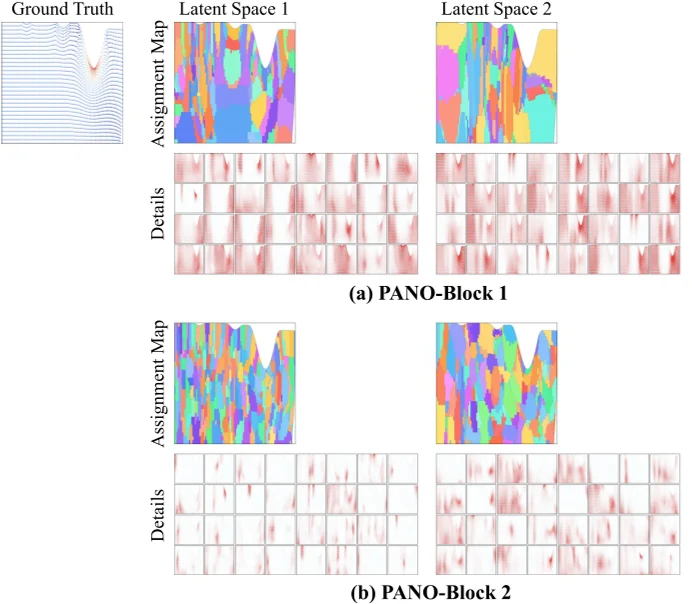 Ground Truth
Latent Space 1
Latent Space 2
Assignment Map
Details
(a) PANO-Block 1
Assignment Map
Details
(b) PANO-Block 2